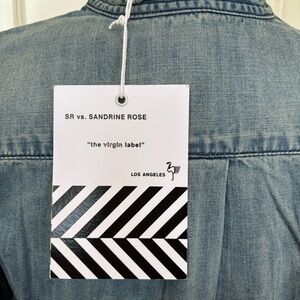 SR vs. SANDRINE ROSE
"the virgin label"
LOS ANGELES